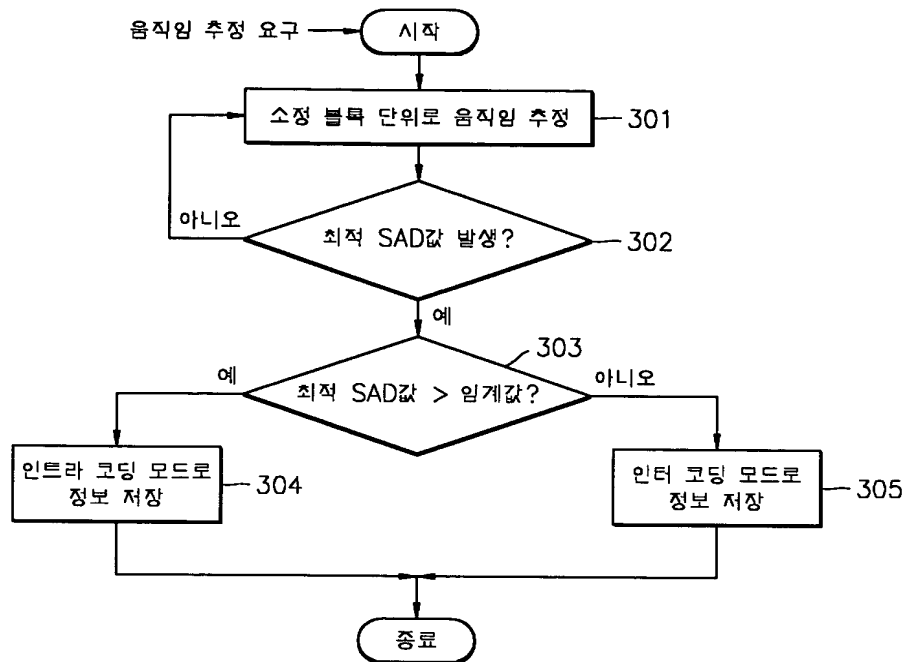 움직임 추정 요구
시작
소정 블록 단위로 움직임 추정
301
아니오
최적 SAD값 발생?
302
예
303
예
최적 SAD값 > 임계값?
아니오
인트라 코딩 모드로
정보 저장
304
인터 코딩 모드로
정보 저장
305
종료